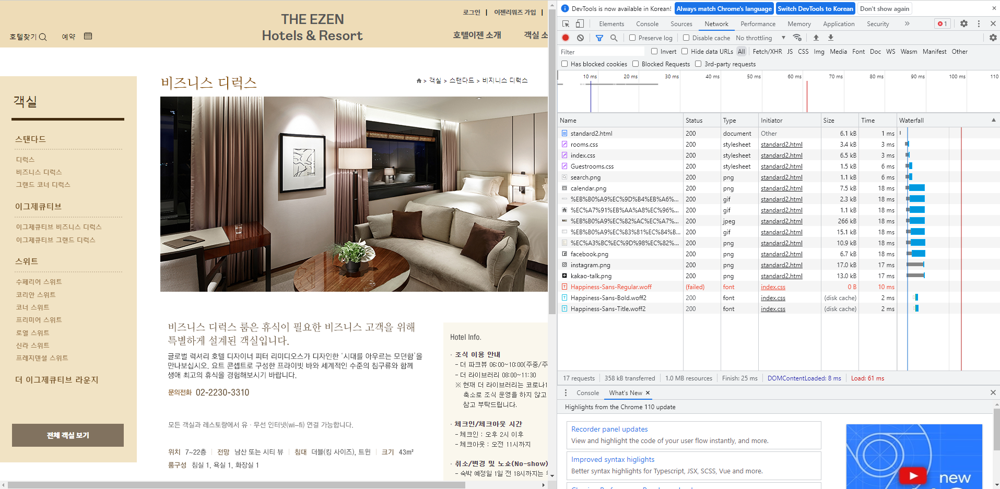 로그인 | 이젠리워즈 가입 |
THE EZEN
Hotels & Resort
호텔찾기
예약
호텔이젠 소개
객실 소
객실
스탠다드
디럭스
비즈니스 디럭스
그랜드 코너 디럭스
이그제큐티브
이그제큐티브 비즈니스 디럭스
이그제큐티브 그랜드 디럭스
스위트
수페리어 스위트
코리안 스위트
코너 스위트
프리미어 스위트
로열 스위트
신라 스위트
프레지덴셜 스위트
더 이그제큐티브 라운지
전체 객실 보기
비즈니스 디럭스
> 객실 > 스탠다드 > 비지니스 디럭스
비즈니스 디럭스 룸은 휴식이 필요한 비즈니스 고객을 위해
특별하게 설계된 객실입니다.
글로벌 럭셔리 호텔 디자이너 피터 리미디오스가 디자인한 '시대를 아우르는 모던함'을
만나보십시오. 요트 콘셉트로 구성한 프라이빗 바와 세계적인 수준의 침구류와 함께
생애 최고의 휴식을 경험해보시기 바랍니다.
문의전화 02-2230-3310
모든 객실과 레스토랑에서 유 · 무선 인터넷(wi-fi) 연결 가능합니다.
위치 7~22층 | 전망 남산 또는 시티 뷰 | 침대 더블(킹 사이즈), 트윈 | 크기 43m²
룸구성 침실 1, 욕실 1, 화장실 1
Hotel Info.
· 조식 이용 안내
- 더 파크뷰 06:00~10:00(주중/주
- 더 라이브러리 08:00~11:30
※ 현재 더 라이브러리는 코로나1
축소로 조식 운영을 하지 않고
참고 부탁드립니다.
· 체크인/체크아웃 시간
- 체크인 : 오후 2시 이후
- 체크아웃 : 오전 11시까지
· 취소/변경 및 노쇼(No-show)
- 숙박 예정일 1일 전 18시까지는
DevTools is now available in Korean! Always match Chrome's language Switch DevTools to Korean Don't show again
Elements Console Sources Network Performance Memory Application Security » 1
Preserve log Disable cache No throttling
Filter Invert Hide data URLs All Fetch/XHR JS CSS Img Media Font Doc WS Wasm Manifest Other
Has blocked cookies Blocked Requests 3rd-party requests
10 ms 20 ms 30 ms 40 ms 50 ms 60 ms 70 ms 80 ms 90 ms 100 ms 110
Name Status Type Initiator Size Time Waterfall
standard2.html 200 document Other 6.1 kB 1 ms
rooms.css 200 stylesheet standard2.html 3.4 kB 3 ms
index.css 200 stylesheet standard2.html 6.5 kB 3 ms
Guestrooms.css 200 stylesheet standard2.html 1.5 kB 6 ms
search.png 200 png standard2.html 1.1 kB 6 ms
calendar.png 200 png standard2.html 7.5 kB 18 ms
%EB%B0%A9%EC%9D%B4%EB%A6%... 200 gif standard2.html 2.3 kB 18 ms
%EC%A7%91%EB%AA%A8%EC%96%... 200 gif standard2.html 1.1 kB 18 ms
%EB%B0%A9%EC%82%AC%EC%A7%... 200 jpeg standard2.html 266 kB 18 ms
%EB%B0%A9%EC%83%81%EC%84%B... 200 gif standard2.html 15.1 kB 18 ms
%EC%A3%BC%EC%9D%98%EC%82%... 200 png standard2.html 10.9 kB 18 ms
facebook.png 200 png standard2.html 6.7 kB 18 ms
instagram.png 200 png standard2.html 17.0 kB 17 ms
kakao-talk.png 200 png standard2.html 13.0 kB 17 ms
Happiness-Sans-Regular.woff (failed) font index.css 0 B 10 ms
Happiness-Sans-Bold.woff2 200 font index.css (disk cache) 2 ms
Happiness-Sans-Title.woff2 200 font index.css (disk cache) 2 ms
17 requests 358 kB transferred 1.0 MB resources Finish: 25 ms DOMContentLoaded: 8 ms Load: 61 ms
Console What's New
Highlights from the Chrome 110 update
Recorder panel updates
View and highlight the code of your user flow instantly, and more.
Improved syntax higlights
Better syntax highlights for Typescript, JSX, SCSS, Vue and more.
new